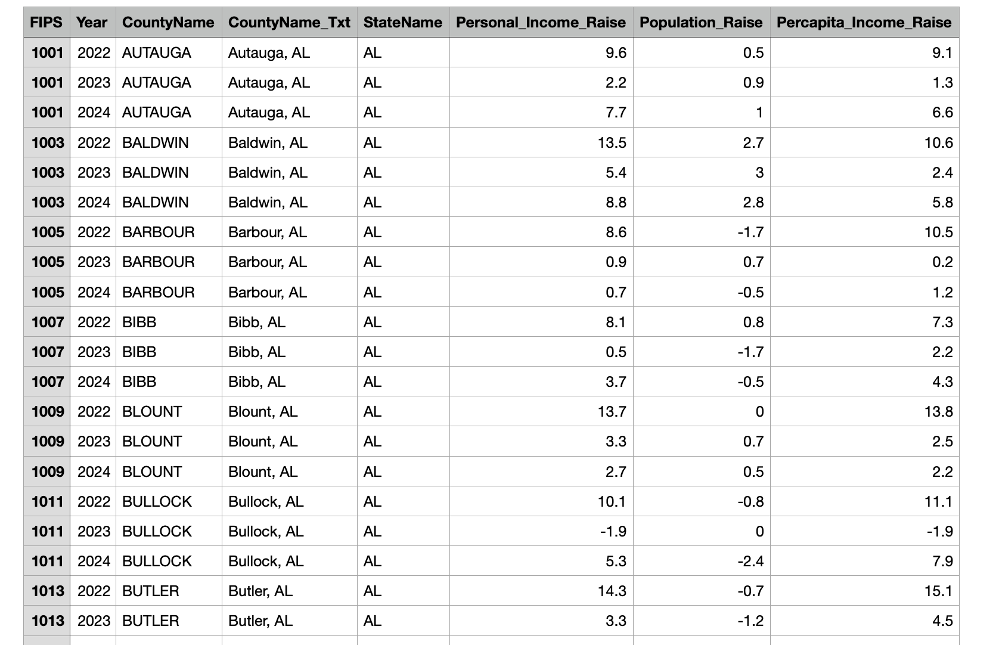 FIPS Year CountyName CountyName_Txt StateName Personal_Income_Raise Population_Raise Percapita_Income_Raise
1001 2022 AUTAUGA Autauga, AL AL 9.6 0.5 9.1
1001 2023 AUTAUGA Autauga, AL AL 2.2 0.9 1.3
1001 2024 AUTAUGA Autauga, AL AL 7.7 1 6.6
1003 2022 BALDWIN Baldwin, AL AL 13.5 2.7 10.6
1003 2023 BALDWIN Baldwin, AL AL 5.4 3 2.4
1003 2024 BALDWIN Baldwin, AL AL 8.8 2.8 5.8
1005 2022 BARBOUR Barbour, AL AL 8.6 -1.7 10.5
1005 2023 BARBOUR Barbour, AL AL 0.9 0.7 0.2
1005 2024 BARBOUR Barbour, AL AL 0.7 -0.5 1.2
1007 2022 BIBB Bibb, AL AL 8.1 0.8 7.3
1007 2023 BIBB Bibb, AL AL 0.5 -1.7 2.2
1007 2024 BIBB Bibb, AL AL 3.7 -0.5 4.3
1009 2022 BLOUNT Blount, AL AL 13.7 0 13.8
1009 2023 BLOUNT Blount, AL AL 3.3 0.7 2.5
1009 2024 BLOUNT Blount, AL AL 2.7 0.5 2.2
1011 2022 BULLOCK Bullock, AL AL 10.1 -0.8 11.1
1011 2023 BULLOCK Bullock, AL AL -1.9 0 -1.9
1011 2024 BULLOCK Bullock, AL AL 5.3 -2.4 7.9
1013 2022 BUTLER Butler, AL AL 14.3 -0.7 15.1
1013 2023 BUTLER Butler, AL AL 3.3 -1.2 4.5